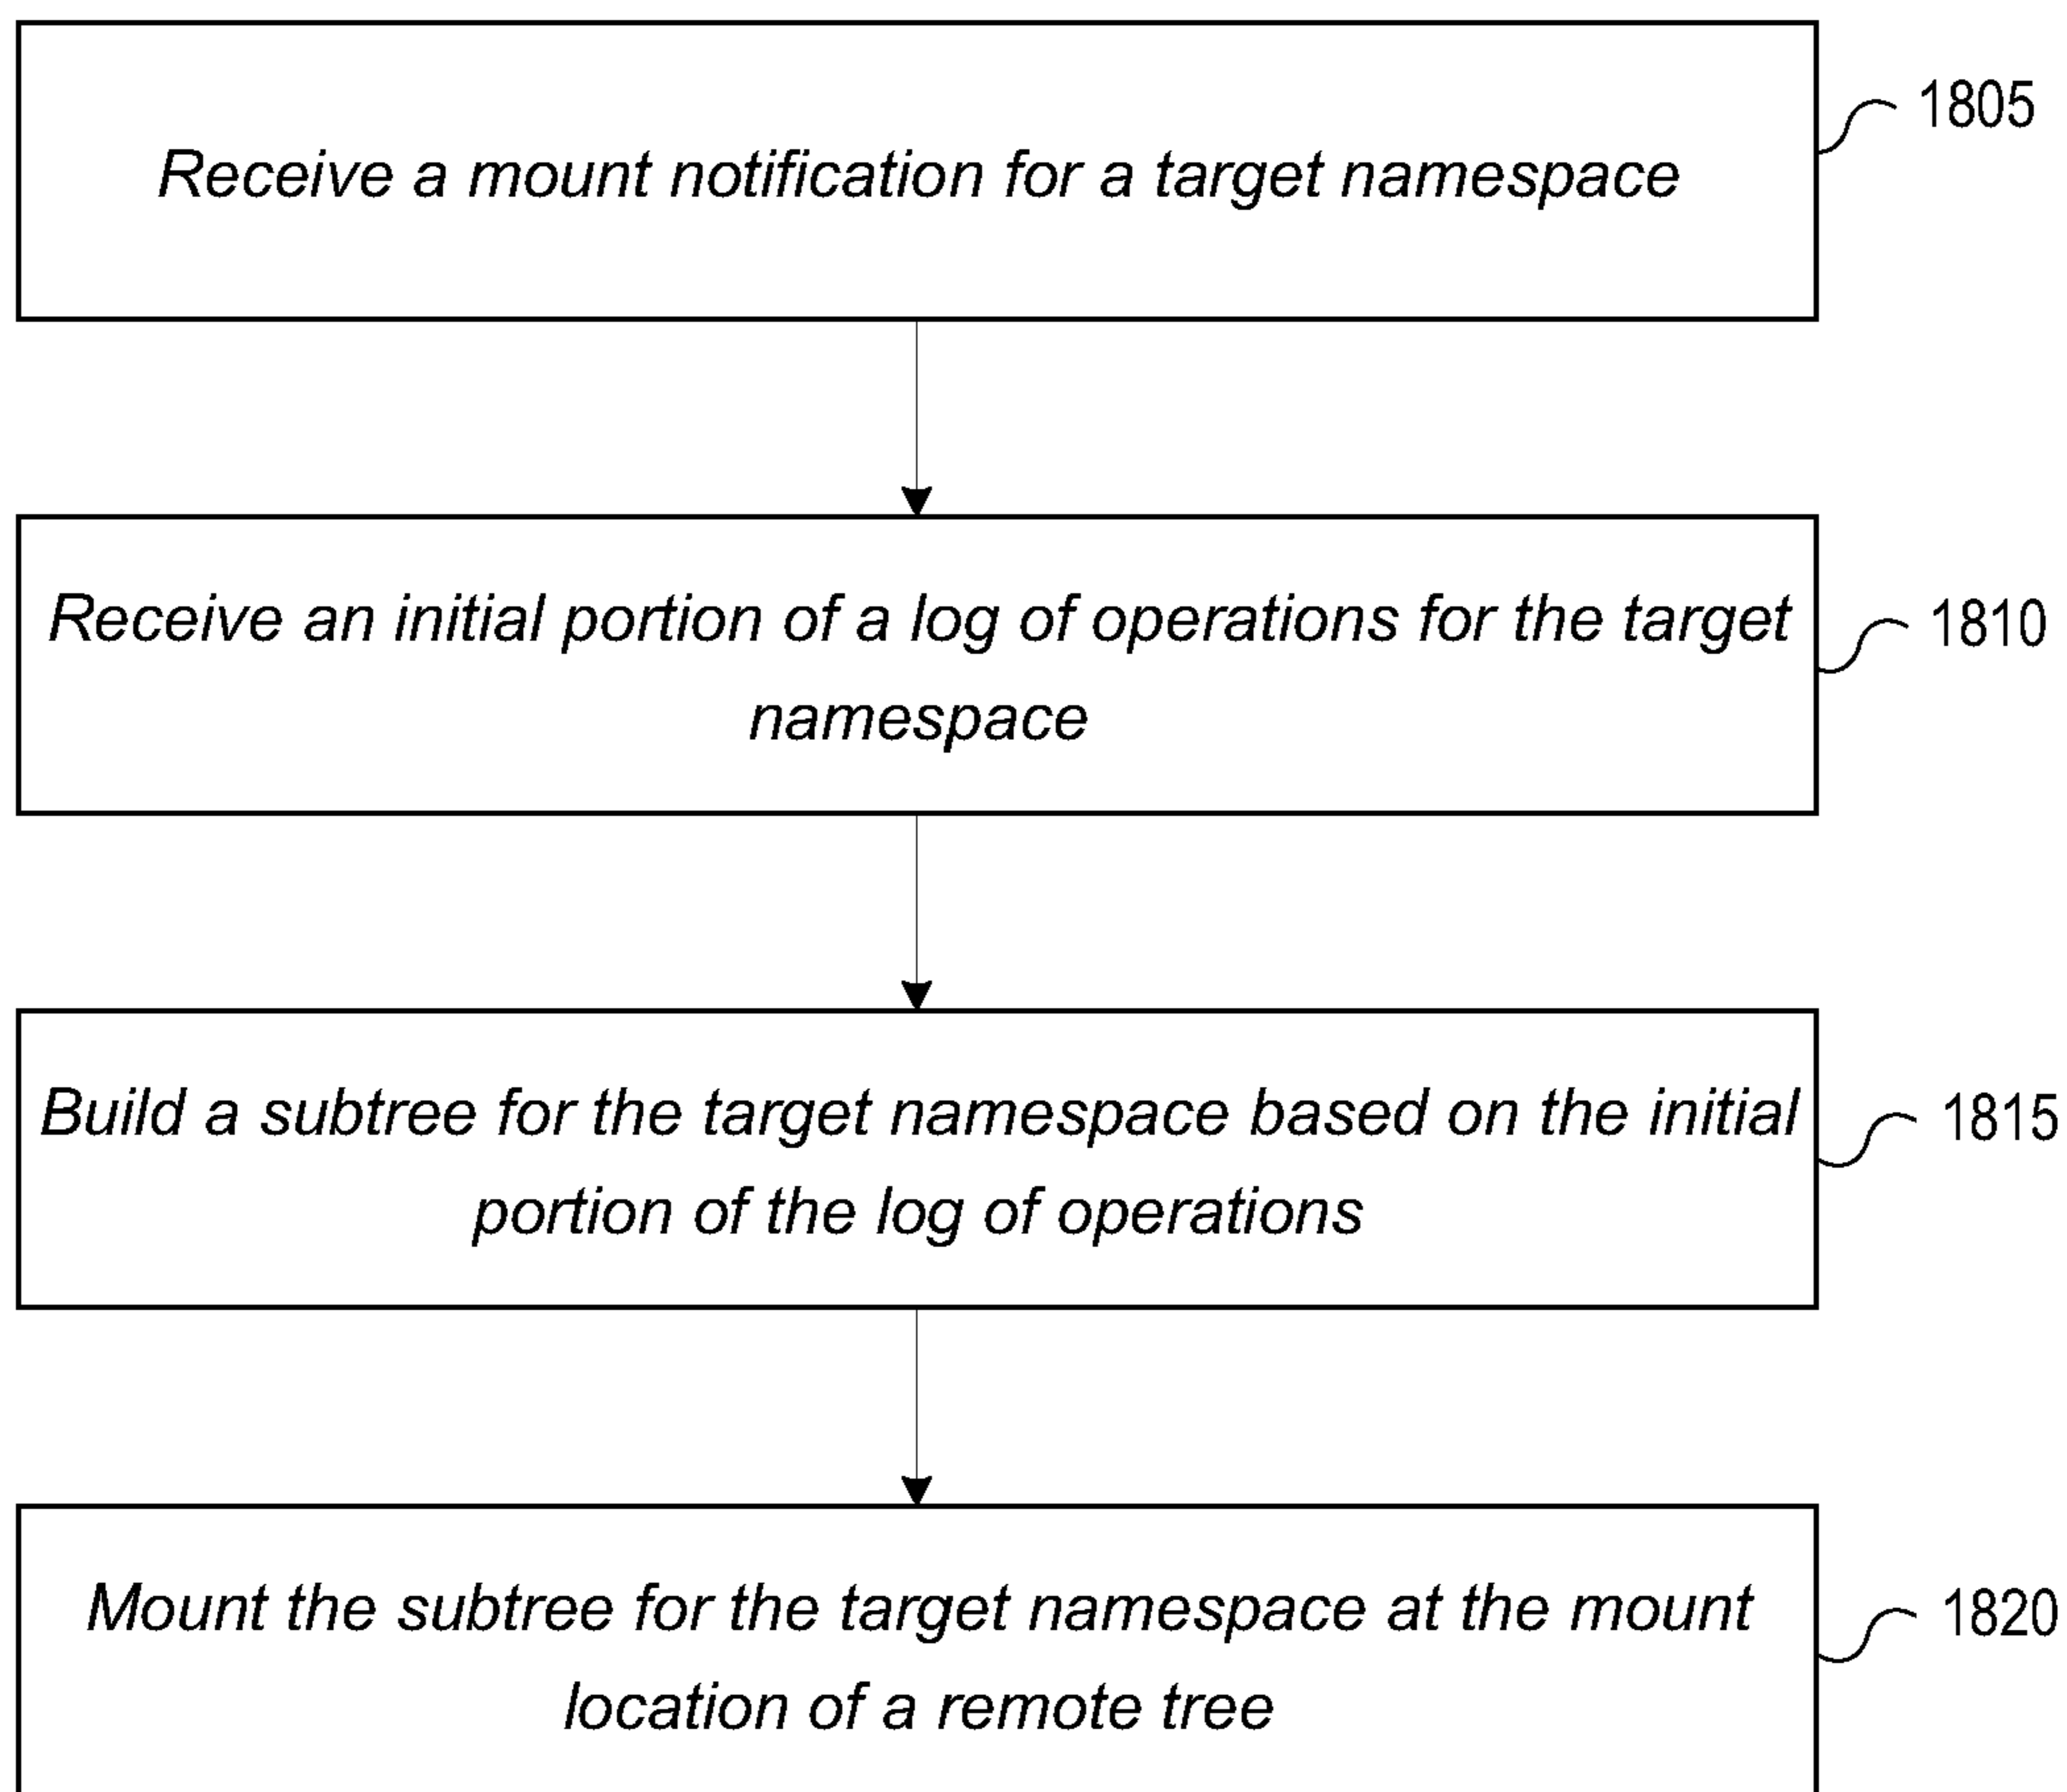 Receive a mount notification for a target namespace
1805
Receive an initial portion of a log of operations for the target
namespace
1810
Build a subtree for the target namespace based on the initial
portion of the log of operations
1815
Mount the subtree for the target namespace at the mount
location of a remote tree
1820